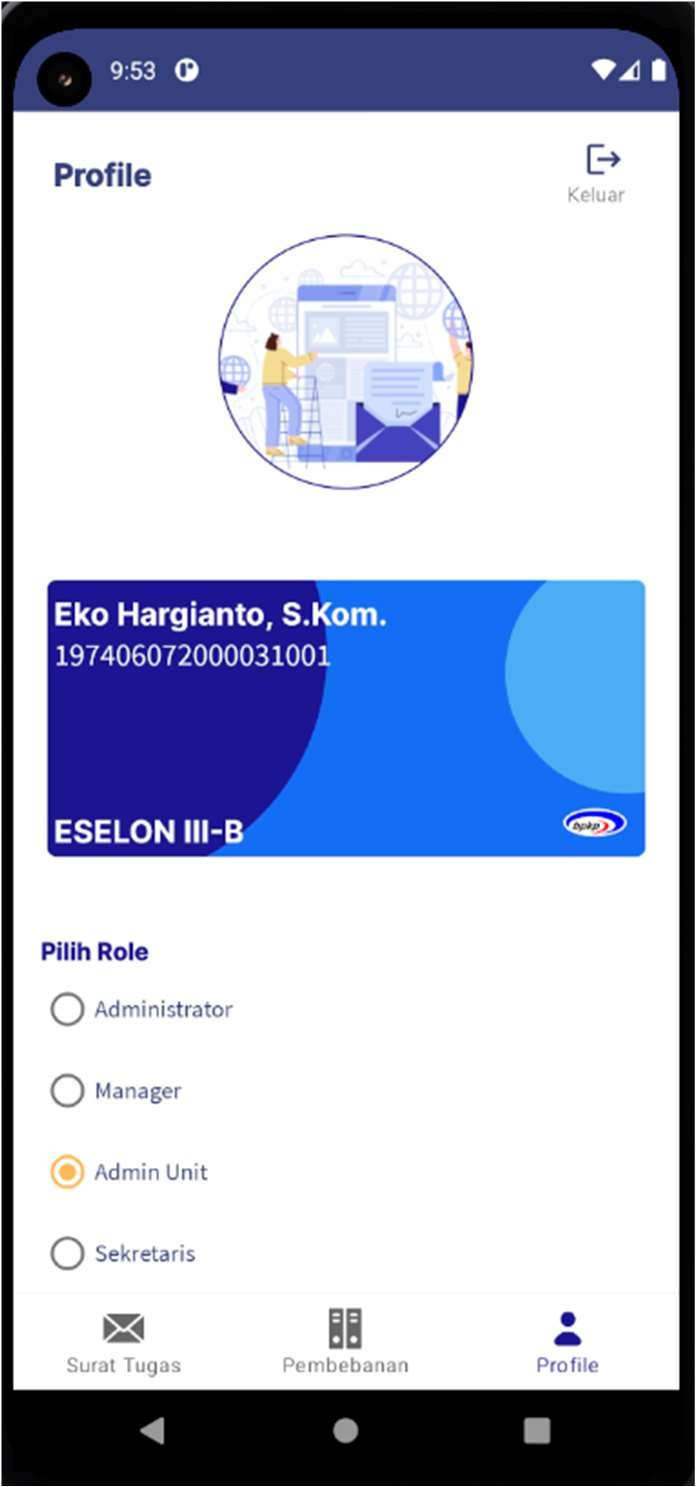 9:53
Profile
Keluar
Eko Hargianto, S.Kom.
197406072000031001
ESELON III-B
bpkp
Pilih Role
Administrator
Manager
Admin Unit
Sekretaris
Surat Tugas
Pembebanan
Profile